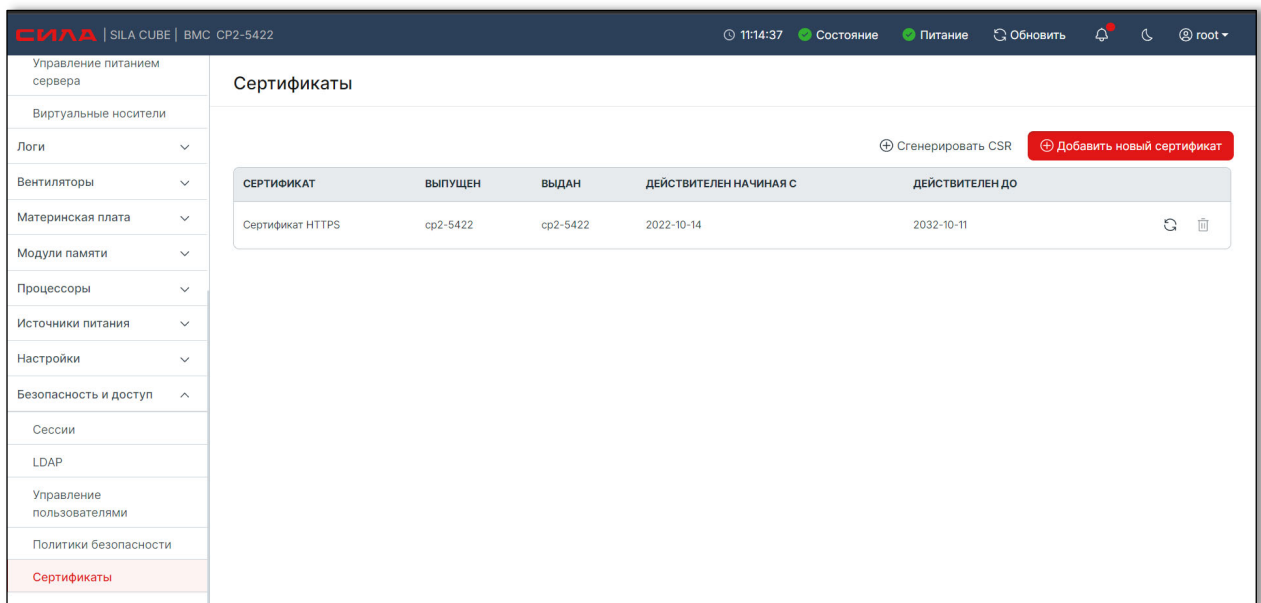 СИЛА | SILA CUBE | BMC CP2-5422 11:14:37 Состояние Питание Обновить root
Управление питанием
сервера
Виртуальные носители
Логи
Вентиляторы
Материнская плата
Модули памяти
Процессоры
Источники питания
Настройки
Безопасность и доступ
Сессии
LDAP
Управление
пользователями
Политики безопасности
Сертификаты
Сертификаты
Сгенерировать CSR Добавить новый сертификат
СЕРТИФИКАТ ВЫПУЩЕН ВЫДАН ДЕЙСТВИТЕЛЕН НАЧИНАЯ С ДЕЙСТВИТЕЛЕН ДО
Сертификат HTTPS cp2-5422 cp2-5422 2022-10-14 2032-10-11